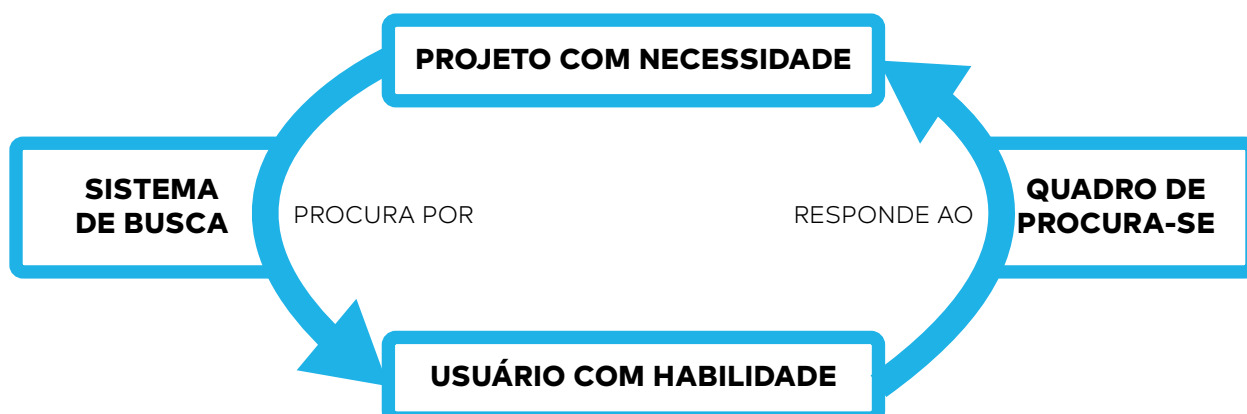 PROJETO COM NECESSIDADE
SISTEMA
DE BUSCA
PROCURA POR
RESPONDE AO
QUADRO DE
PROCURA-SE
USUÁRIO COM HABILIDADE